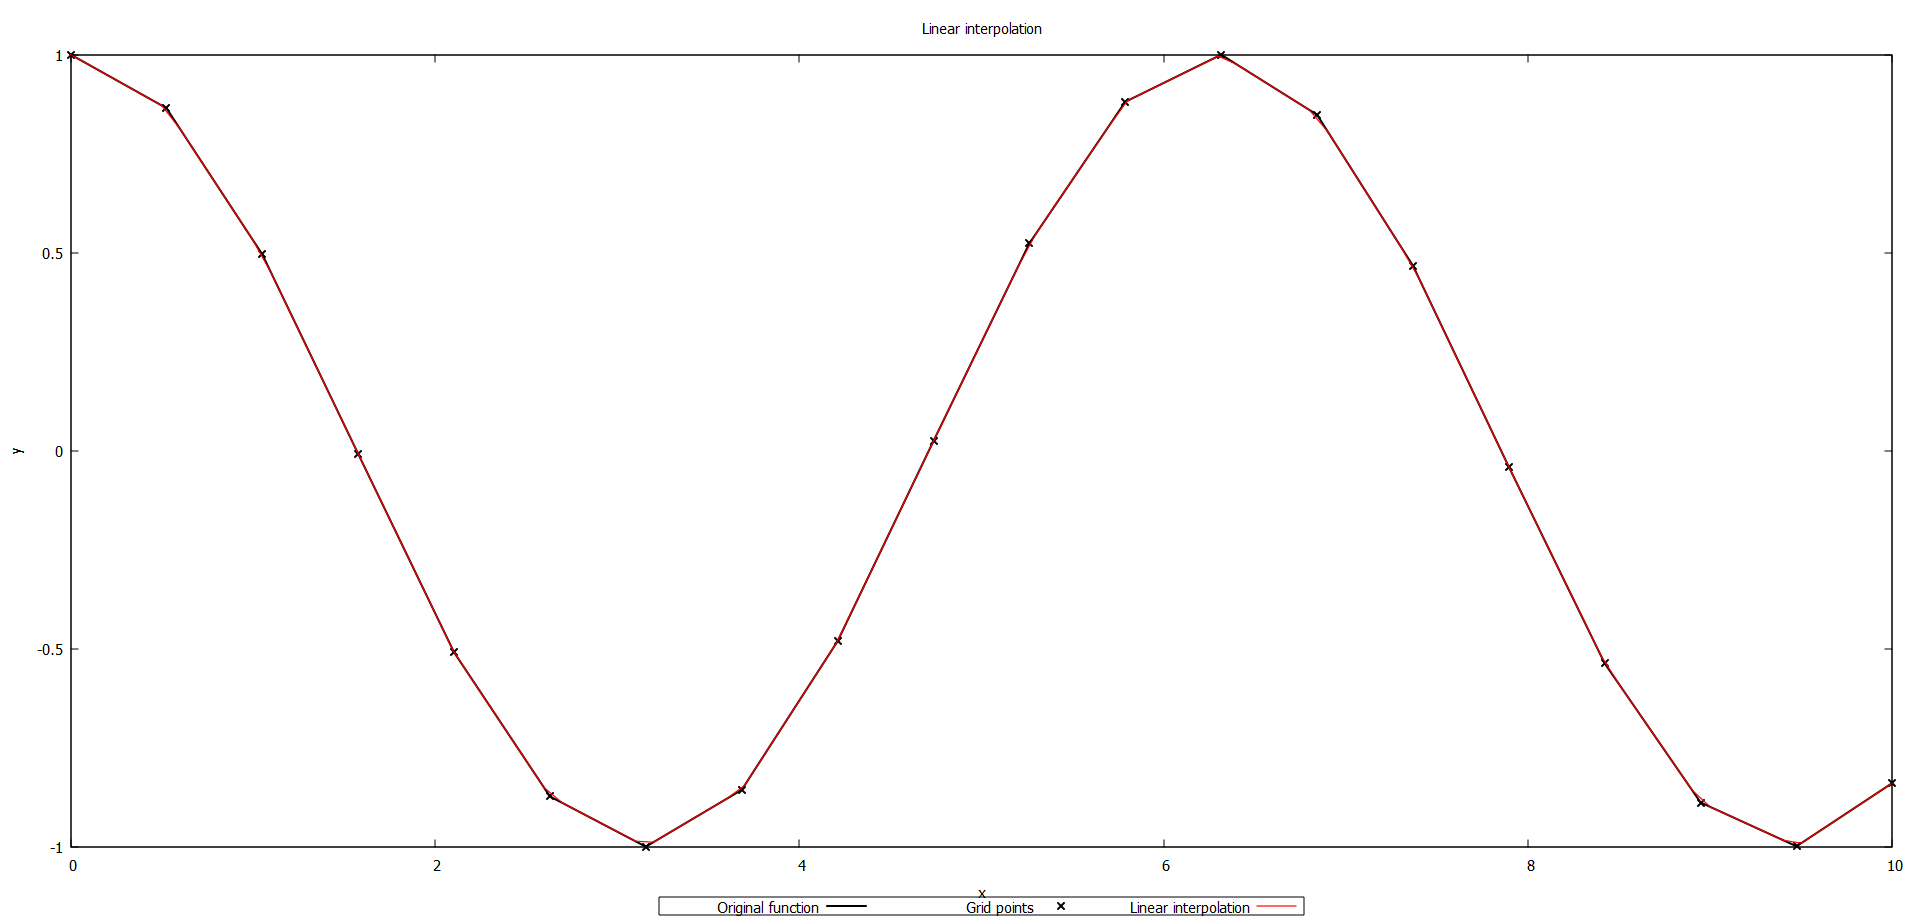 Linear interpolation
1
0.5
0
-0.5
-1
y
0 2 4 6 8 10
x
Original function Grid points Linear interpolation